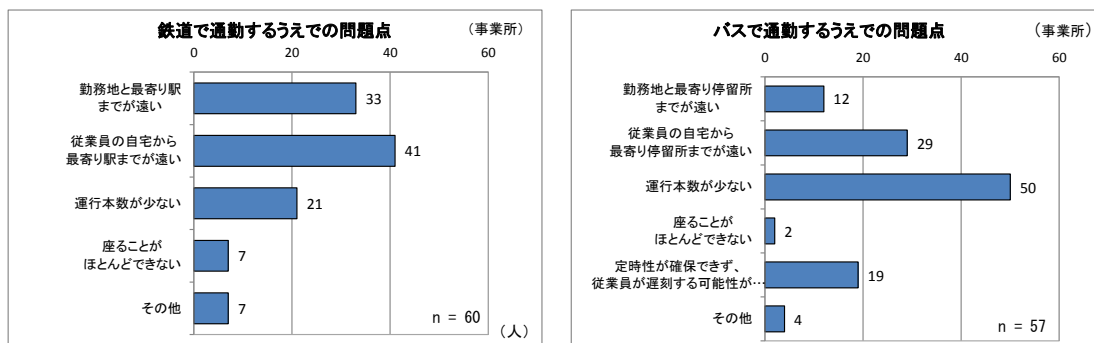 鉄道で通勤するうえでの問題点
(事業所)
0
20
40
60
勤務地と最寄り駅
までが遠い
33
従業員の自宅から
最寄り駅までが遠い
41
運行本数が少ない
21
座ることが
ほとんどできない
7
その他
7
n = 60
(人)
バスで通勤するうえでの問題点
(事業所)
0
20
40
60
勤務地と最寄り停留所
までが遠い
12
従業員の自宅から
最寄り停留所までが遠い
29
運行本数が少ない
50
座ることが
ほとんどできない
2
定時性が確保できず、
従業員が遅刻する可能性が…
19
その他
4
n = 57